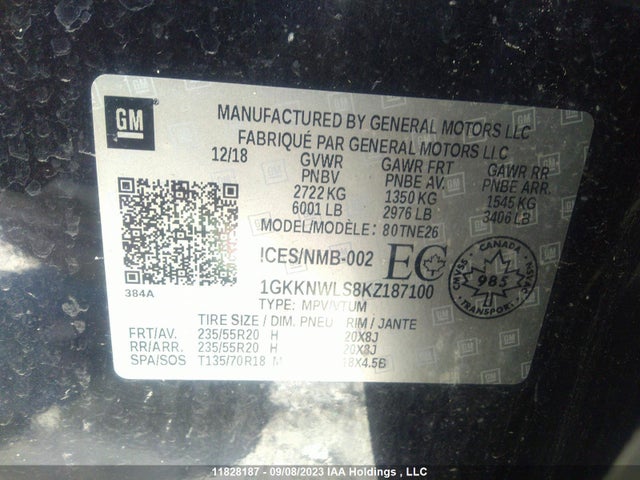 GM
MANUFACTURED BY GENERAL MOTORS LLC
FABRIQUÉ PAR GENERAL MOTORS LLC
12/18 GVWR GAWR FRT GAWR RR
PNBV PNBE AV. PNBE ARR.
2722 KG 1350 KG 1545 KG
6001 LB 2976 LB 3406 LB
MODEL/MODÈLE: 80TNE26
!CES/NMB-002 EC
CANADA
985
CMVSS
NSVAC
384A
1GKKNWLS8KZ187100
TYPE: MPV/VTUM
TIRE SIZE / DIM. PNEU RIM / JANTE
FRT/AV. 235/55R20 H 20X8J
RR/ARR. 235/55R20 H 20X8J
SPA/SOS T135/70R18 M 18X4.5B
11828187 - 09/08/2023 IAA Holdings , LLC